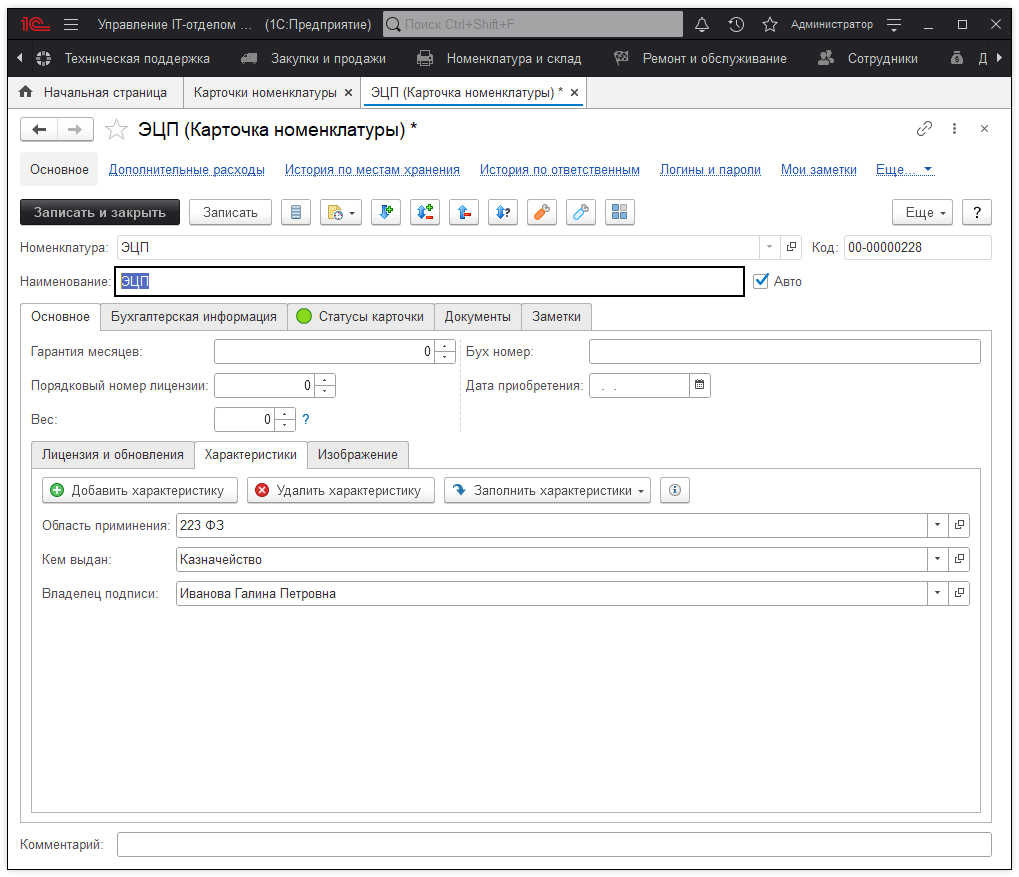 1С Управление IT-отделом ... (1С:Предприятие) Поиск Ctrl+Shift+F Администратор
Техническая поддержка Закупки и продажи Номенклатура и склад Ремонт и обслуживание Сотрудники Д
Начальная страница Карточки номенклатуры × ЭЦП (Карточка номенклатуры) * ×
ЭЦП (Карточка номенклатуры) *
Основное Дополнительные расходы История по местам хранения История по ответственным Логины и пароли Мои заметки Еще...
Записать и закрыть Записать Еще ?
Номенклатура: ЭЦП Код: 00-00000228
Наименование: ЭЦП Авто
Основное Бухгалтерская информация Статусы карточки Документы Заметки
Гарантия месяцев: 0 Бух номер:
Порядковый номер лицензии: 0 Дата приобретения: . .
Вес: 0 ?
Лицензия и обновления Характеристики Изображение
Добавить характеристику Удалить характеристику Заполнить характеристики
Область приминения: 223 ФЗ
Кем выдан: Казначейство
Владелец подписи: Иванова Галина Петровна
Комментарий: